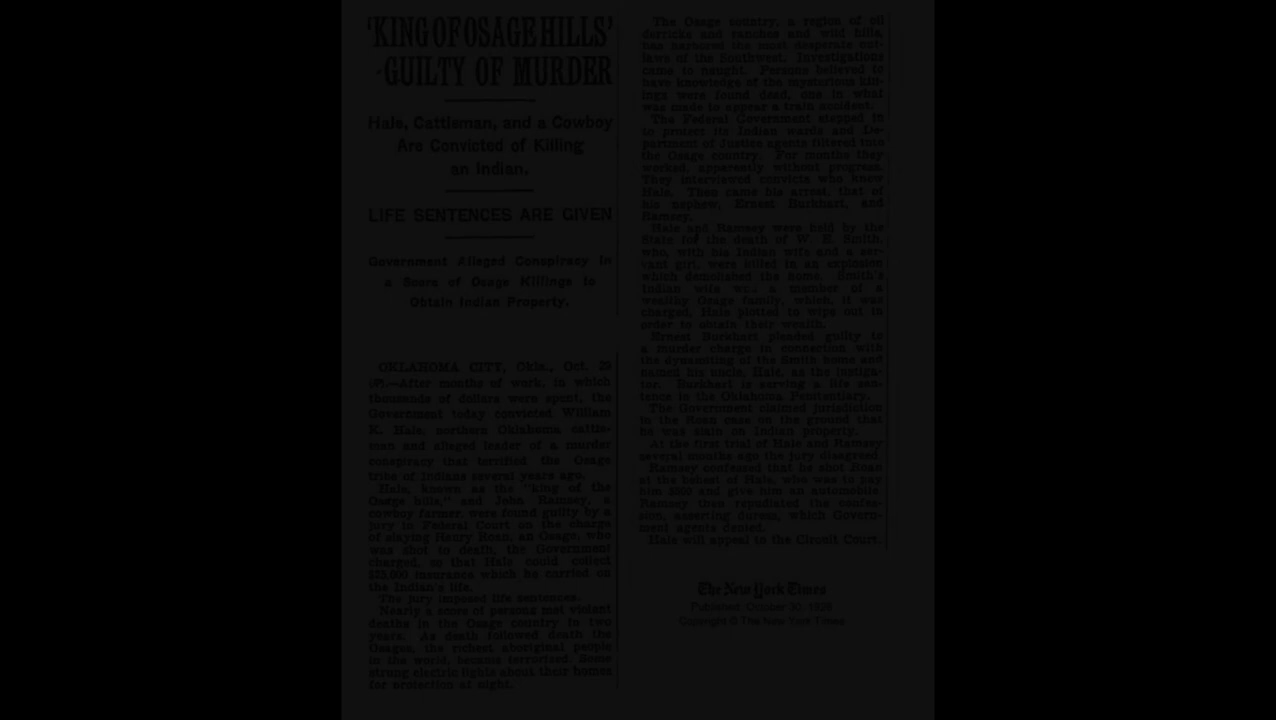 'KING OF OSAGE HILLS'
GUILTY OF MURDER
Hale, Cattleman, and a Cowboy
Are Convicted of Killing
an Indian.
LIFE SENTENCES ARE GIVEN
Government Alleged Conspiracy in
a Score of Osage Killings to
Obtain Indian Property.
OKLAHOMA CITY, Okla., Oct. 29
(AP).—After months of work, in which
thousands of dollars were spent, the
Government today convicted William
K. Hale, northern Oklahoma cattle-
man and alleged leader of a murder
conspiracy that terrified the Osage
tribe of Indians several years ago.
Hale, known as the "king of the
Osage hills," and John Ramsey, a
cowboy farmer, were found guilty by a
jury in Federal Court on the charge
of slaying Henry Roan, an Osage, who
was shot to death, the Government
charged, so that Hale could collect
$25,000 insurance which he carried on
the Indian's life.
The jury imposed life sentences.
Nearly a score of persons met violent
deaths in the Osage country in two
years. As death followed death the
Osages, the richest aboriginal people
in the world, became terrorized. Some
strung electric lights about their homes
for protection at night.
The Osage country, a region of oil
derricks and ranches and wild hills,
has harbored the most desperate out-
laws of the Southwest. Investigations
came to naught. Persons believed to
have knowledge of the mysterious kill-
ings were found dead, one in what
was made to appear a train accident.
The Federal Government stepped in
to protect its Indian wards and De-
partment of Justice agents filtered into
the Osage country. For months they
worked, apparently without progress.
They interviewed convicts who knew
Hale. Then came his arrest, that of
his nephew, Ernest Burkhart, and
Ramsey.
Hale and Ramsey were held by the
State for the death of W. E. Smith,
who, with his Indian wife and a ser-
vant girl, were killed in an explosion
which demolished the home. Smith's
Indian wife was a member of a
wealthy Osage family, which, it was
charged, Hale plotted to wipe out in
order to obtain their wealth.
Ernest Burkhart pleaded guilty to
a murder charge in connection with
the dynamiting of the Smith home and
named his uncle, Hale, as the instiga-
tor. Burkhart is serving a life sen-
tence in the Oklahoma Penitentiary.
The Government claimed jurisdiction
in the Roan case on the ground that
he was slain on Indian property.
At the first trial of Hale and Ramsey
several months ago the jury disagreed.
Ramsey confessed that he shot Roan
at the behest of Hale, who was to pay
him $500 and give him an automobile.
Ramsey then repudiated the confes-
sion, asserting duress, which Govern-
ment agents denied.
Hale will appeal to the Circuit Court.
The New York Times
Published: October 30, 1926
Copyright © The New York Times